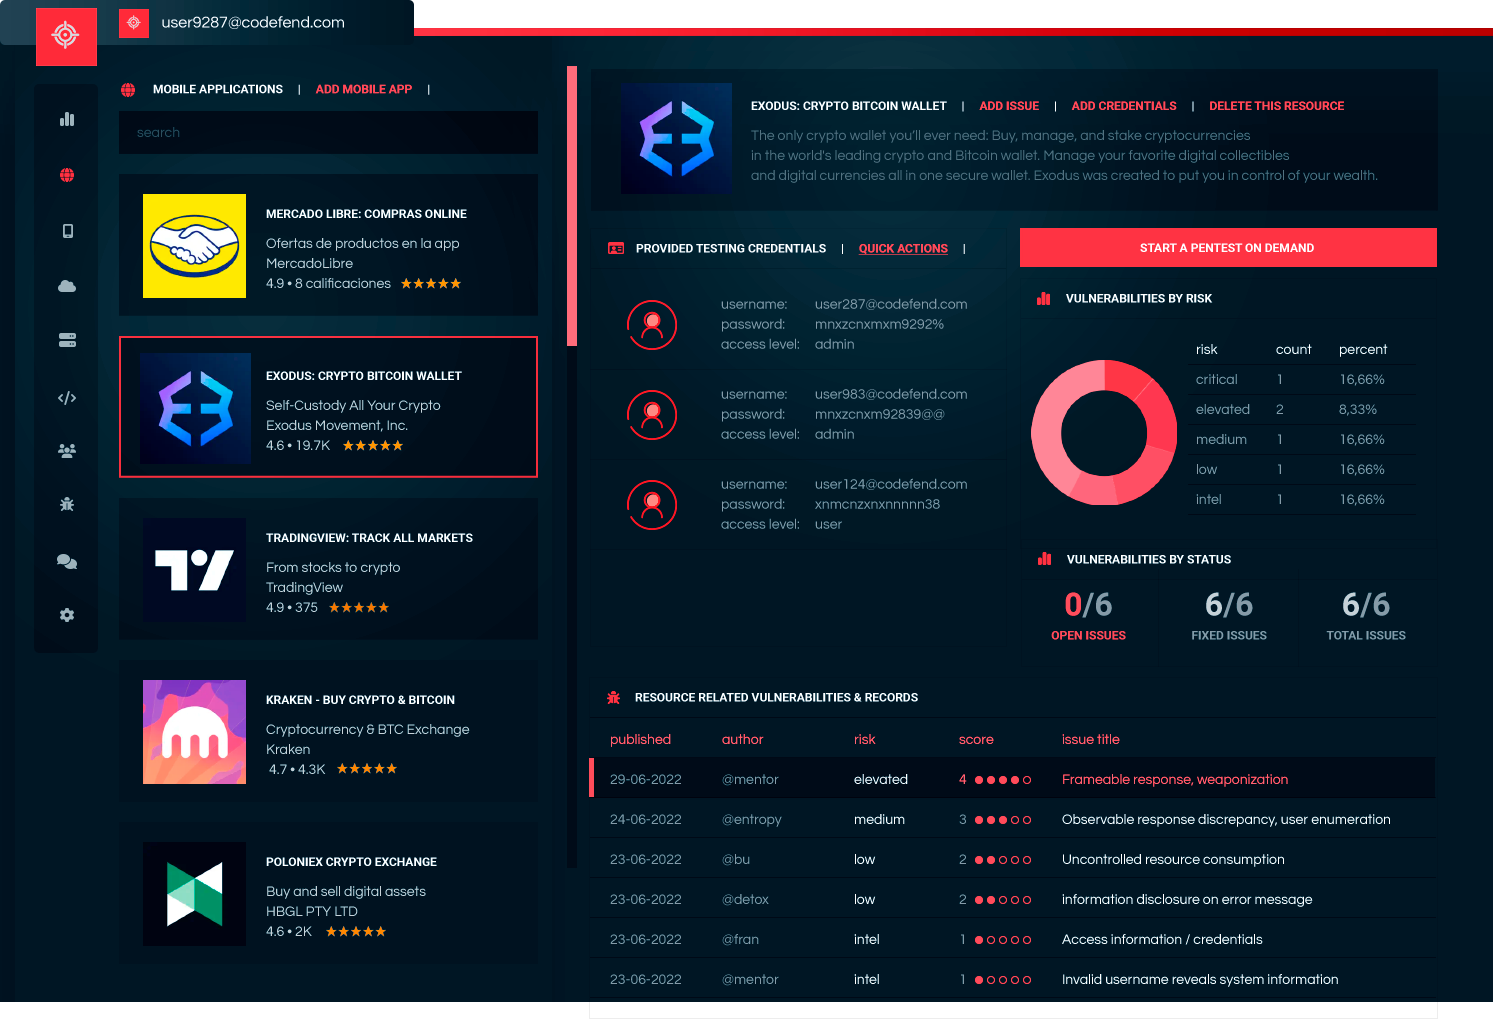 user9287@codefend.com
MOBILE APPLICATIONS | ADD MOBILE APP |
search
MERCADO LIBRE: COMPRAS ONLINE
Ofertas de productos en la app
MercadoLibre
4.9 • 8 calificaciones ★★★★★
EXODUS: CRYPTO BITCOIN WALLET
Self-Custody All Your Crypto
Exodus Movement, Inc.
4.6 • 19.7K ★★★★★
TRADINGVIEW: TRACK ALL MARKETS
From stocks to crypto
TradingView
4.9 • 375 ★★★★★
KRAKEN - BUY CRYPTO & BITCOIN
Cryptocurrency & BTC Exchange
Kraken
4.7 • 4.3K ★★★★★
POLONIEX CRYPTO EXCHANGE
Buy and sell digital assets
HBGL PTY LTD
4.6 • 2K ★★★★★
EXODUS: CRYPTO BITCOIN WALLET | ADD ISSUE | ADD CREDENTIALS | DELETE THIS RESOURCE
The only crypto wallet you'll ever need: Buy, manage, and stake cryptocurrencies
in the world's leading crypto and Bitcoin wallet. Manage your favorite digital collectibles
and digital currencies all in one secure wallet. Exodus was created to put you in control of your wealth.
PROVIDED TESTING CREDENTIALS | QUICK ACTIONS |
username: user287@codefend.com
password: mnxzcnxmxm9292%
access level: admin
username: user983@codefend.com
password: mnxzcnxm92839@@
access level: admin
username: user124@codefend.com
password: xnmcnzxnxnnnnn38
access level: user
START A PENTEST ON DEMAND
VULNERABILITIES BY RISK
risk count percent
critical 1 16,66%
elevated 2 8,33%
medium 1 16,66%
low 1 16,66%
intel 1 16,66%
VULNERABILITIES BY STATUS
0/6 6/6 6/6
OPEN ISSUES FIXED ISSUES TOTAL ISSUES
RESOURCE RELATED VULNERABILITIES & RECORDS
published author risk score issue title
29-06-2022 @mentor elevated 4 Frameable response, weaponization
24-06-2022 @entropy medium 3 Observable response discrepancy, user enumeration
23-06-2022 @bu low 2 Uncontrolled resource consumption
23-06-2022 @detox low 2 information disclosure on error message
23-06-2022 @fran intel 1 Access information / credentials
23-06-2022 @mentor intel 1 Invalid username reveals system information